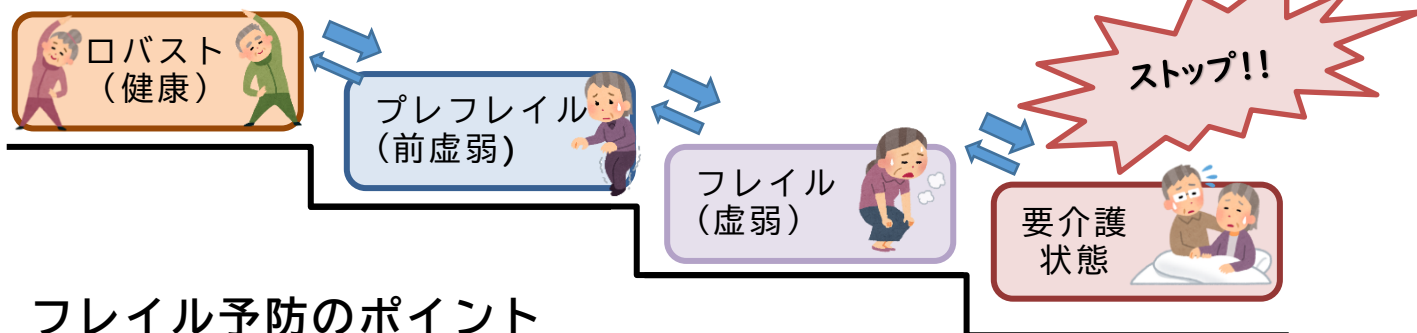 ロバスト
（健康）
プレフレイル
（前虚弱)
フレイル
（虚弱）
要介護
状態
ストップ!!
フレイル予防のポイント